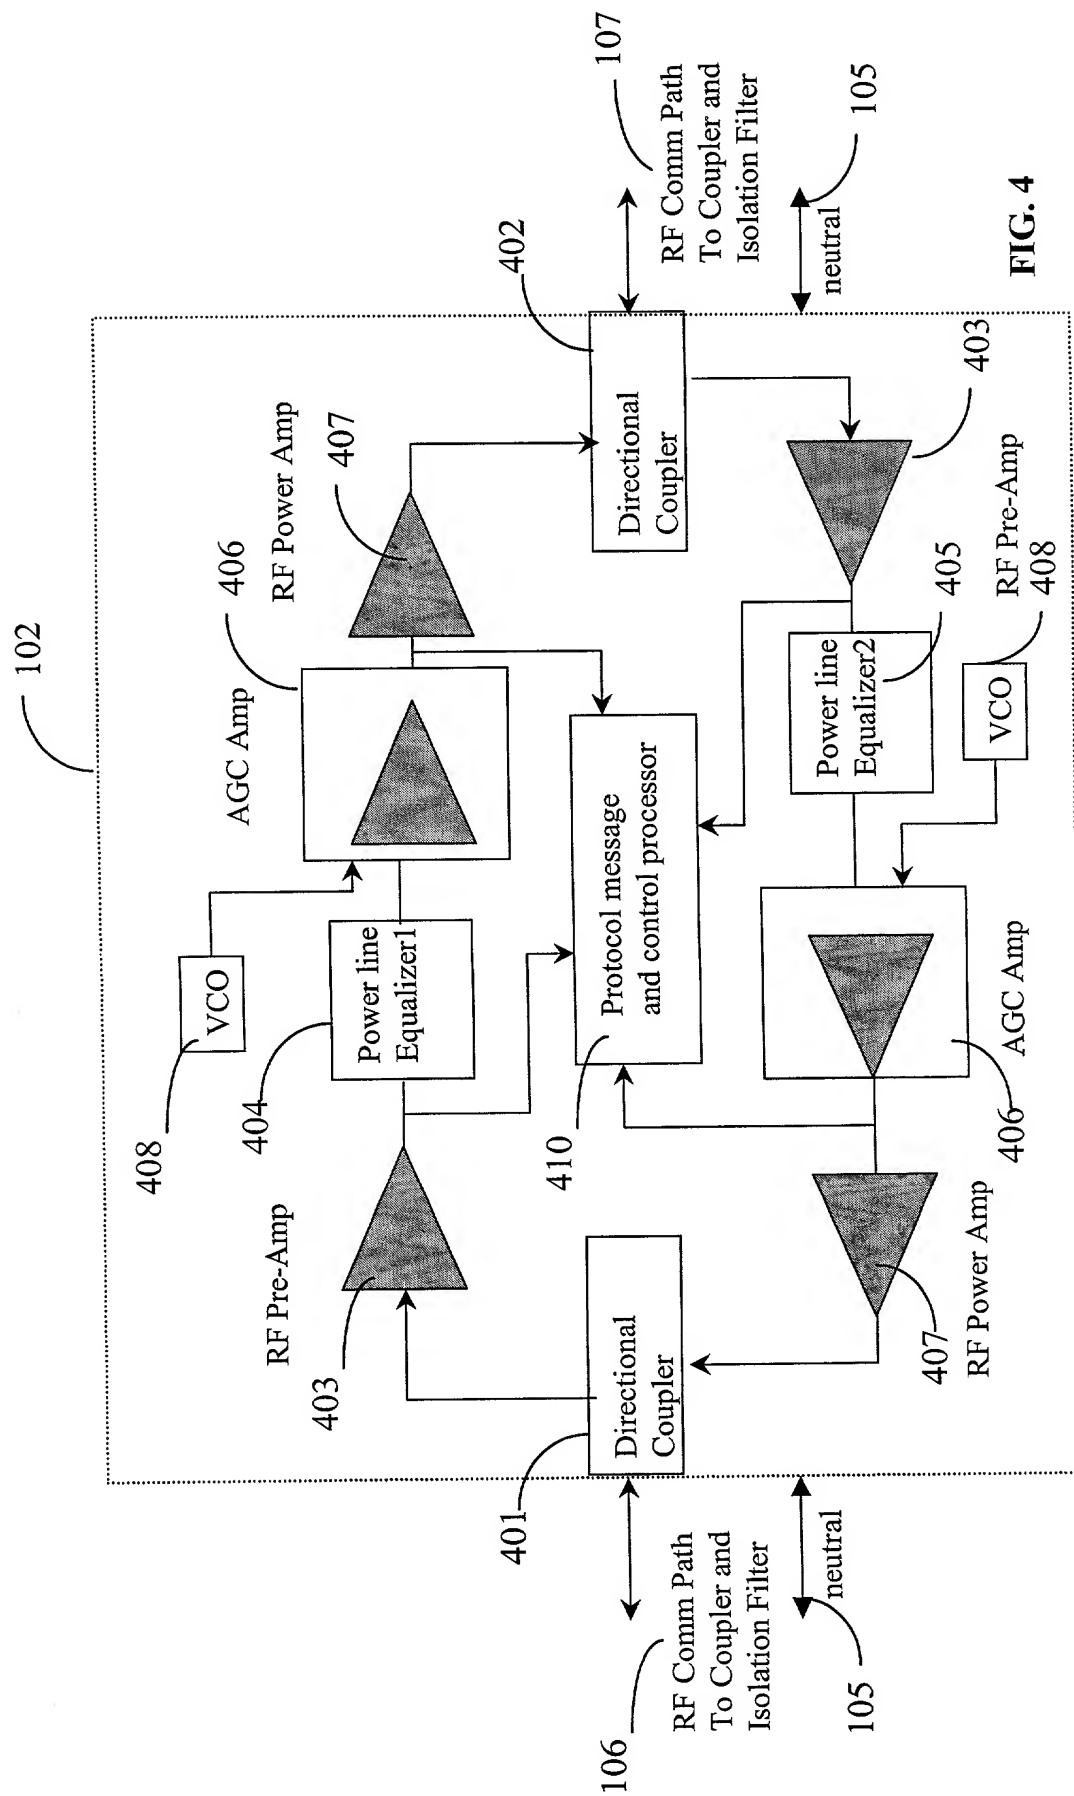 102
408
VCO
AGC Amp
406
RF Power Amp
407
RF Pre-Amp
403
404
Power line
Equalizer1
402
107
RF Comm Path
To Coupler and
Isolation Filter
105
neutral
Directional
Coupler
Protocol message
and control processor
410
401
Directional
Coupler
106
RF Comm Path
To Coupler and
Isolation Filter
neutral
105
403
RF Pre-Amp
405
Power line
Equalizer2
408
VCO
AGC Amp
406
407
RF Power Amp
FIG. 4